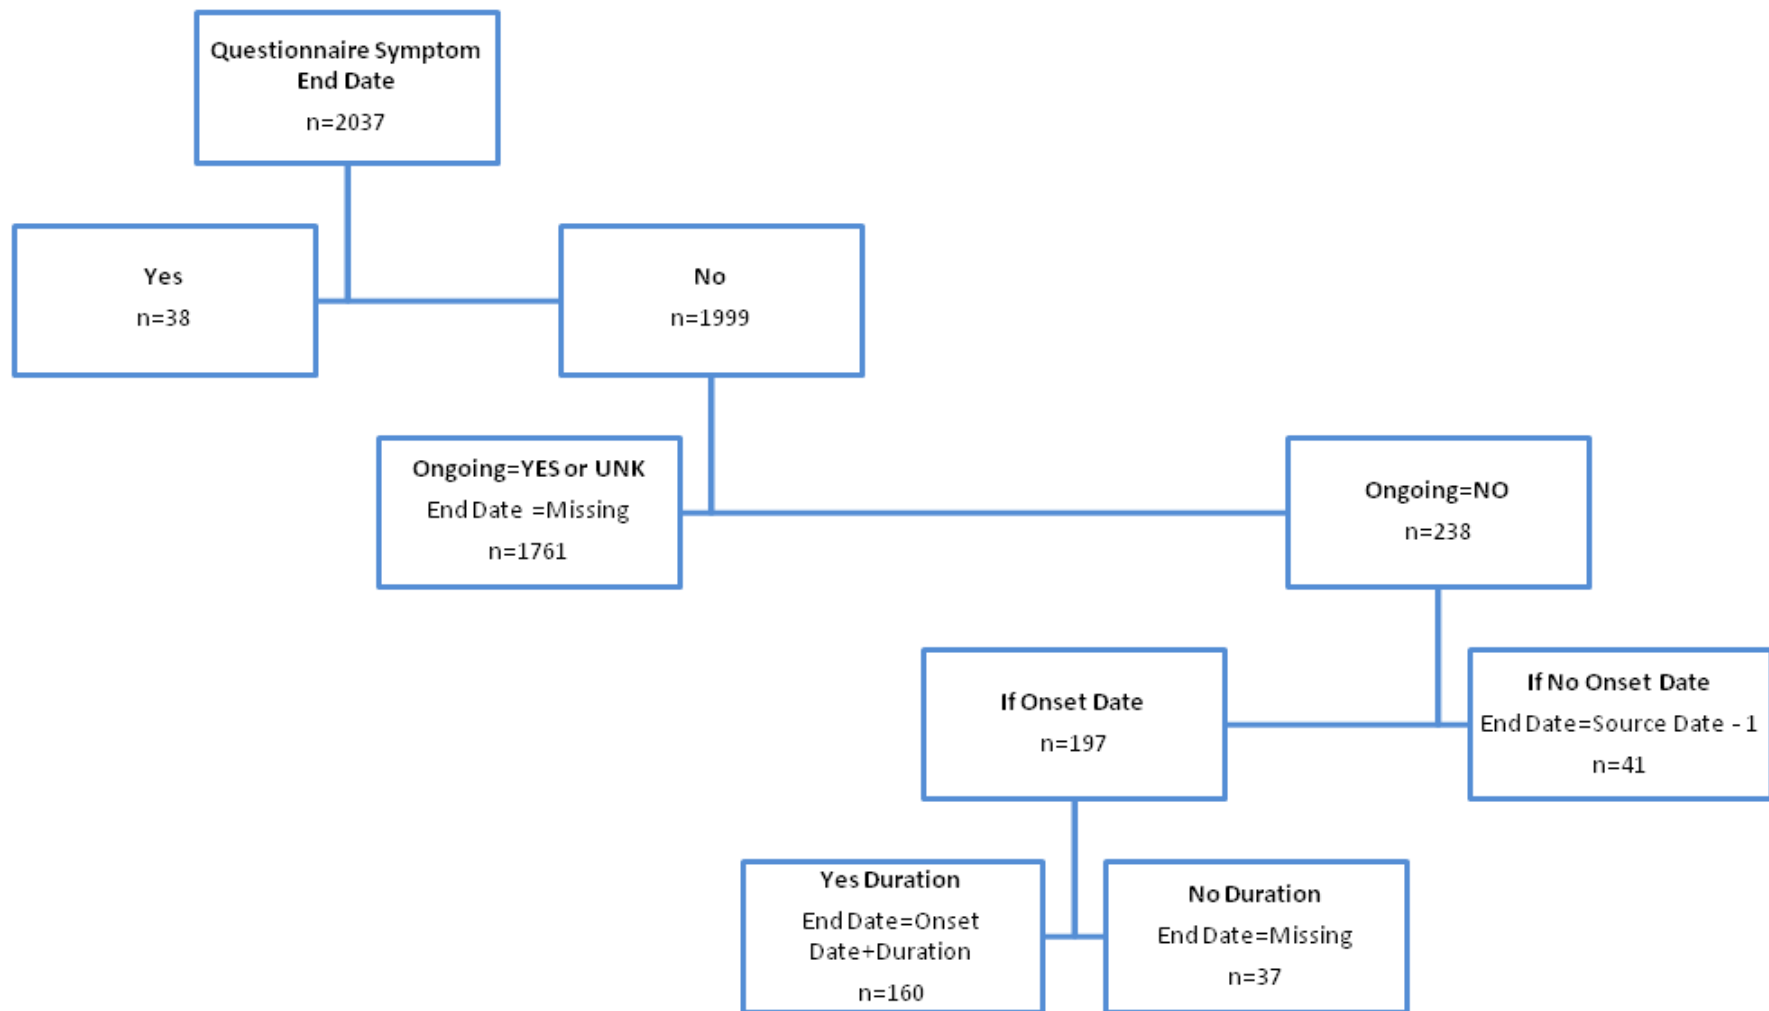 Questionnaire Symptom
End Date
n=2037
Yes
n=38
No
n=1999
Ongoing=YES or UNK
End Date =Missing
n=1761
Ongoing=NO
n=238
If Onset Date
n=197
If No Onset Date
End Date=Source Date - 1
n=41
Yes Duration
End Date=Onset
Date+Duration
n=160
No Duration
End Date=Missing
n=37